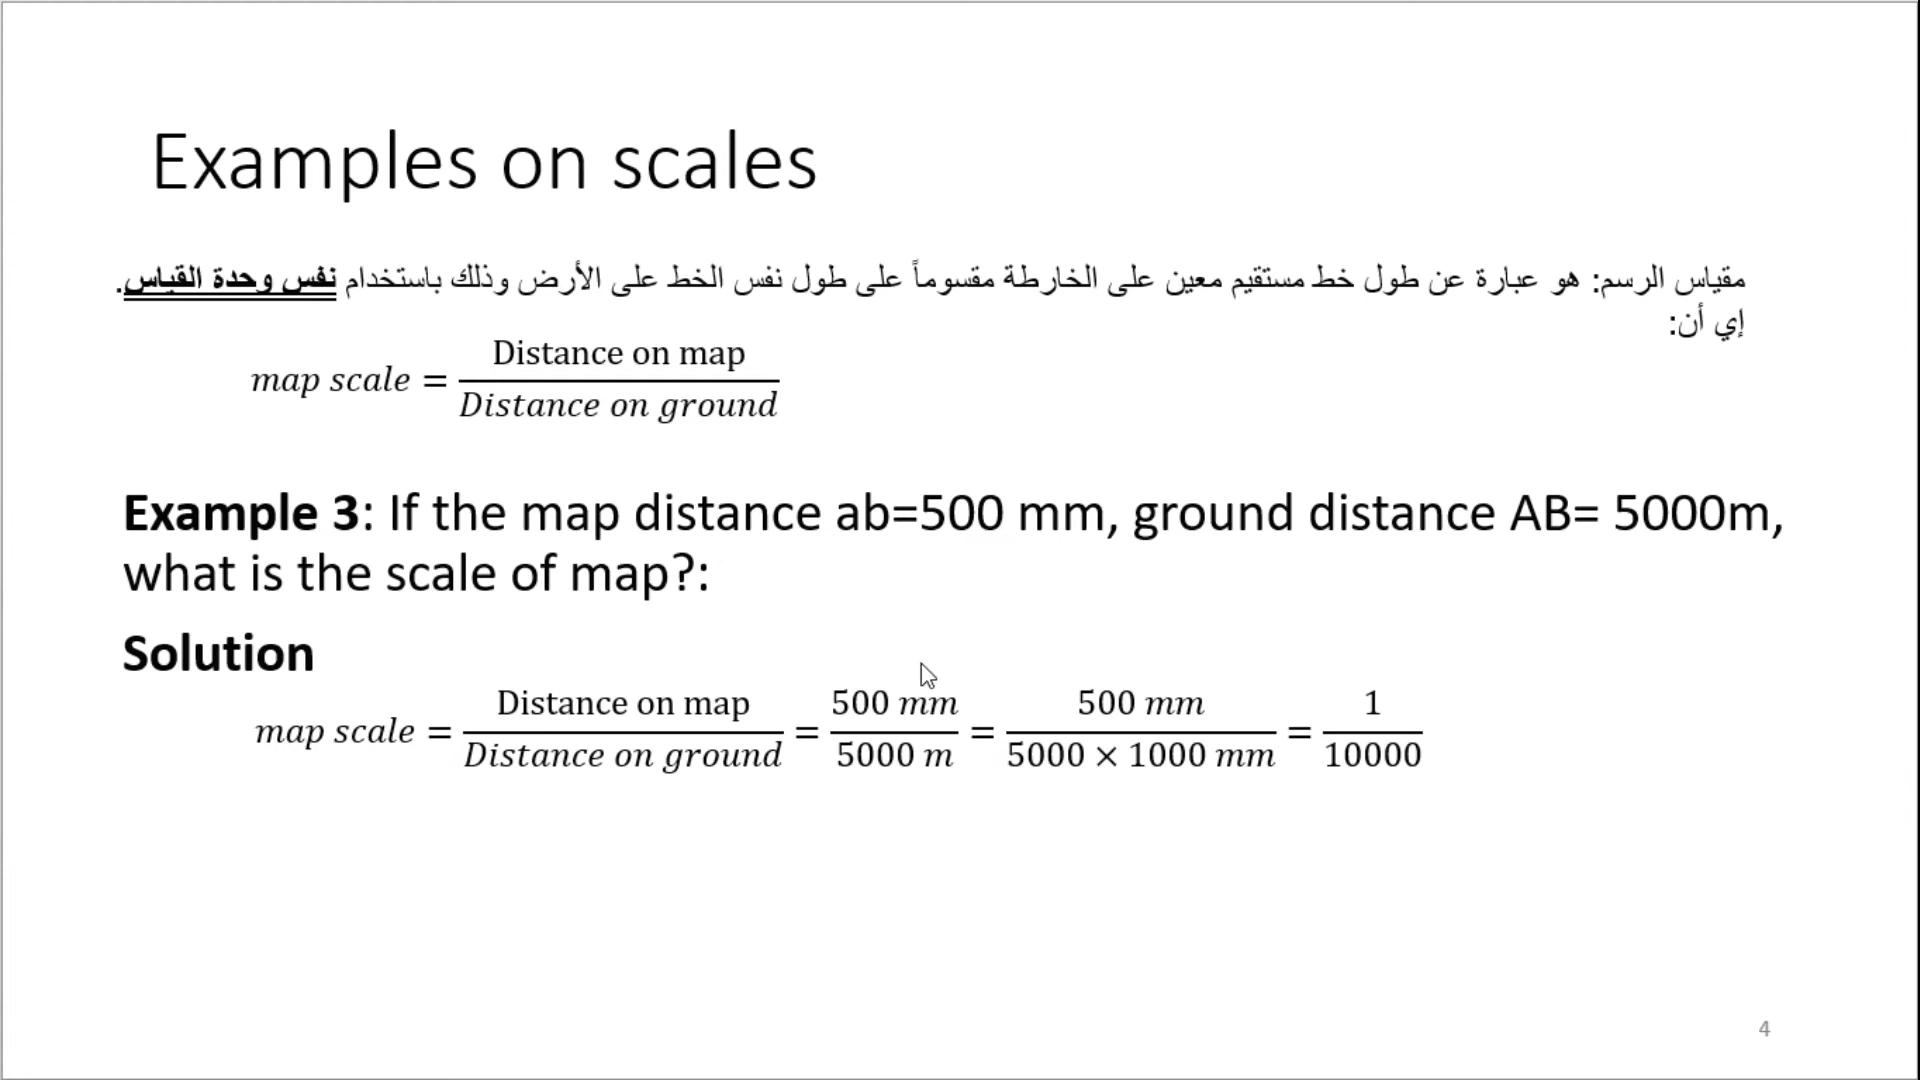 Examples on scales
مقياس الرسم: هو عبارة عن طول خط مستقيم معين على الخارطة مقسوماً على طول نفس الخط على الأرض وذلك باستخدام نفس وحدة القياس.
إي أن:
map scale = Distance on map / Distance on ground
Example 3: If the map distance ab=500 mm, ground distance AB= 5000m,
what is the scale of map?:
Solution
map scale = Distance on map / Distance on ground = 500 mm / 5000 m = 500 mm / 5000 × 1000 mm = 1 / 10000
4